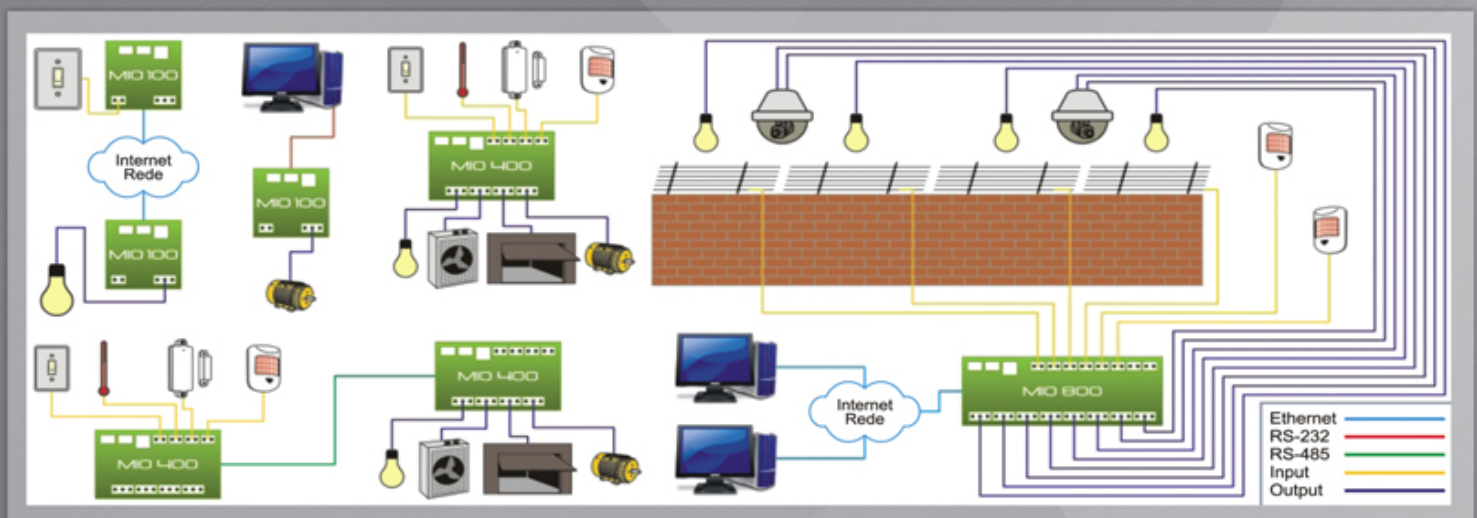 MIO 100
Internet
Rede
MIO 100
MIO 100
MIO 400
MIO 400
MIO 400
Internet
Rede
MIO 800
Ethernet
RS-232
RS-485
Input
Output